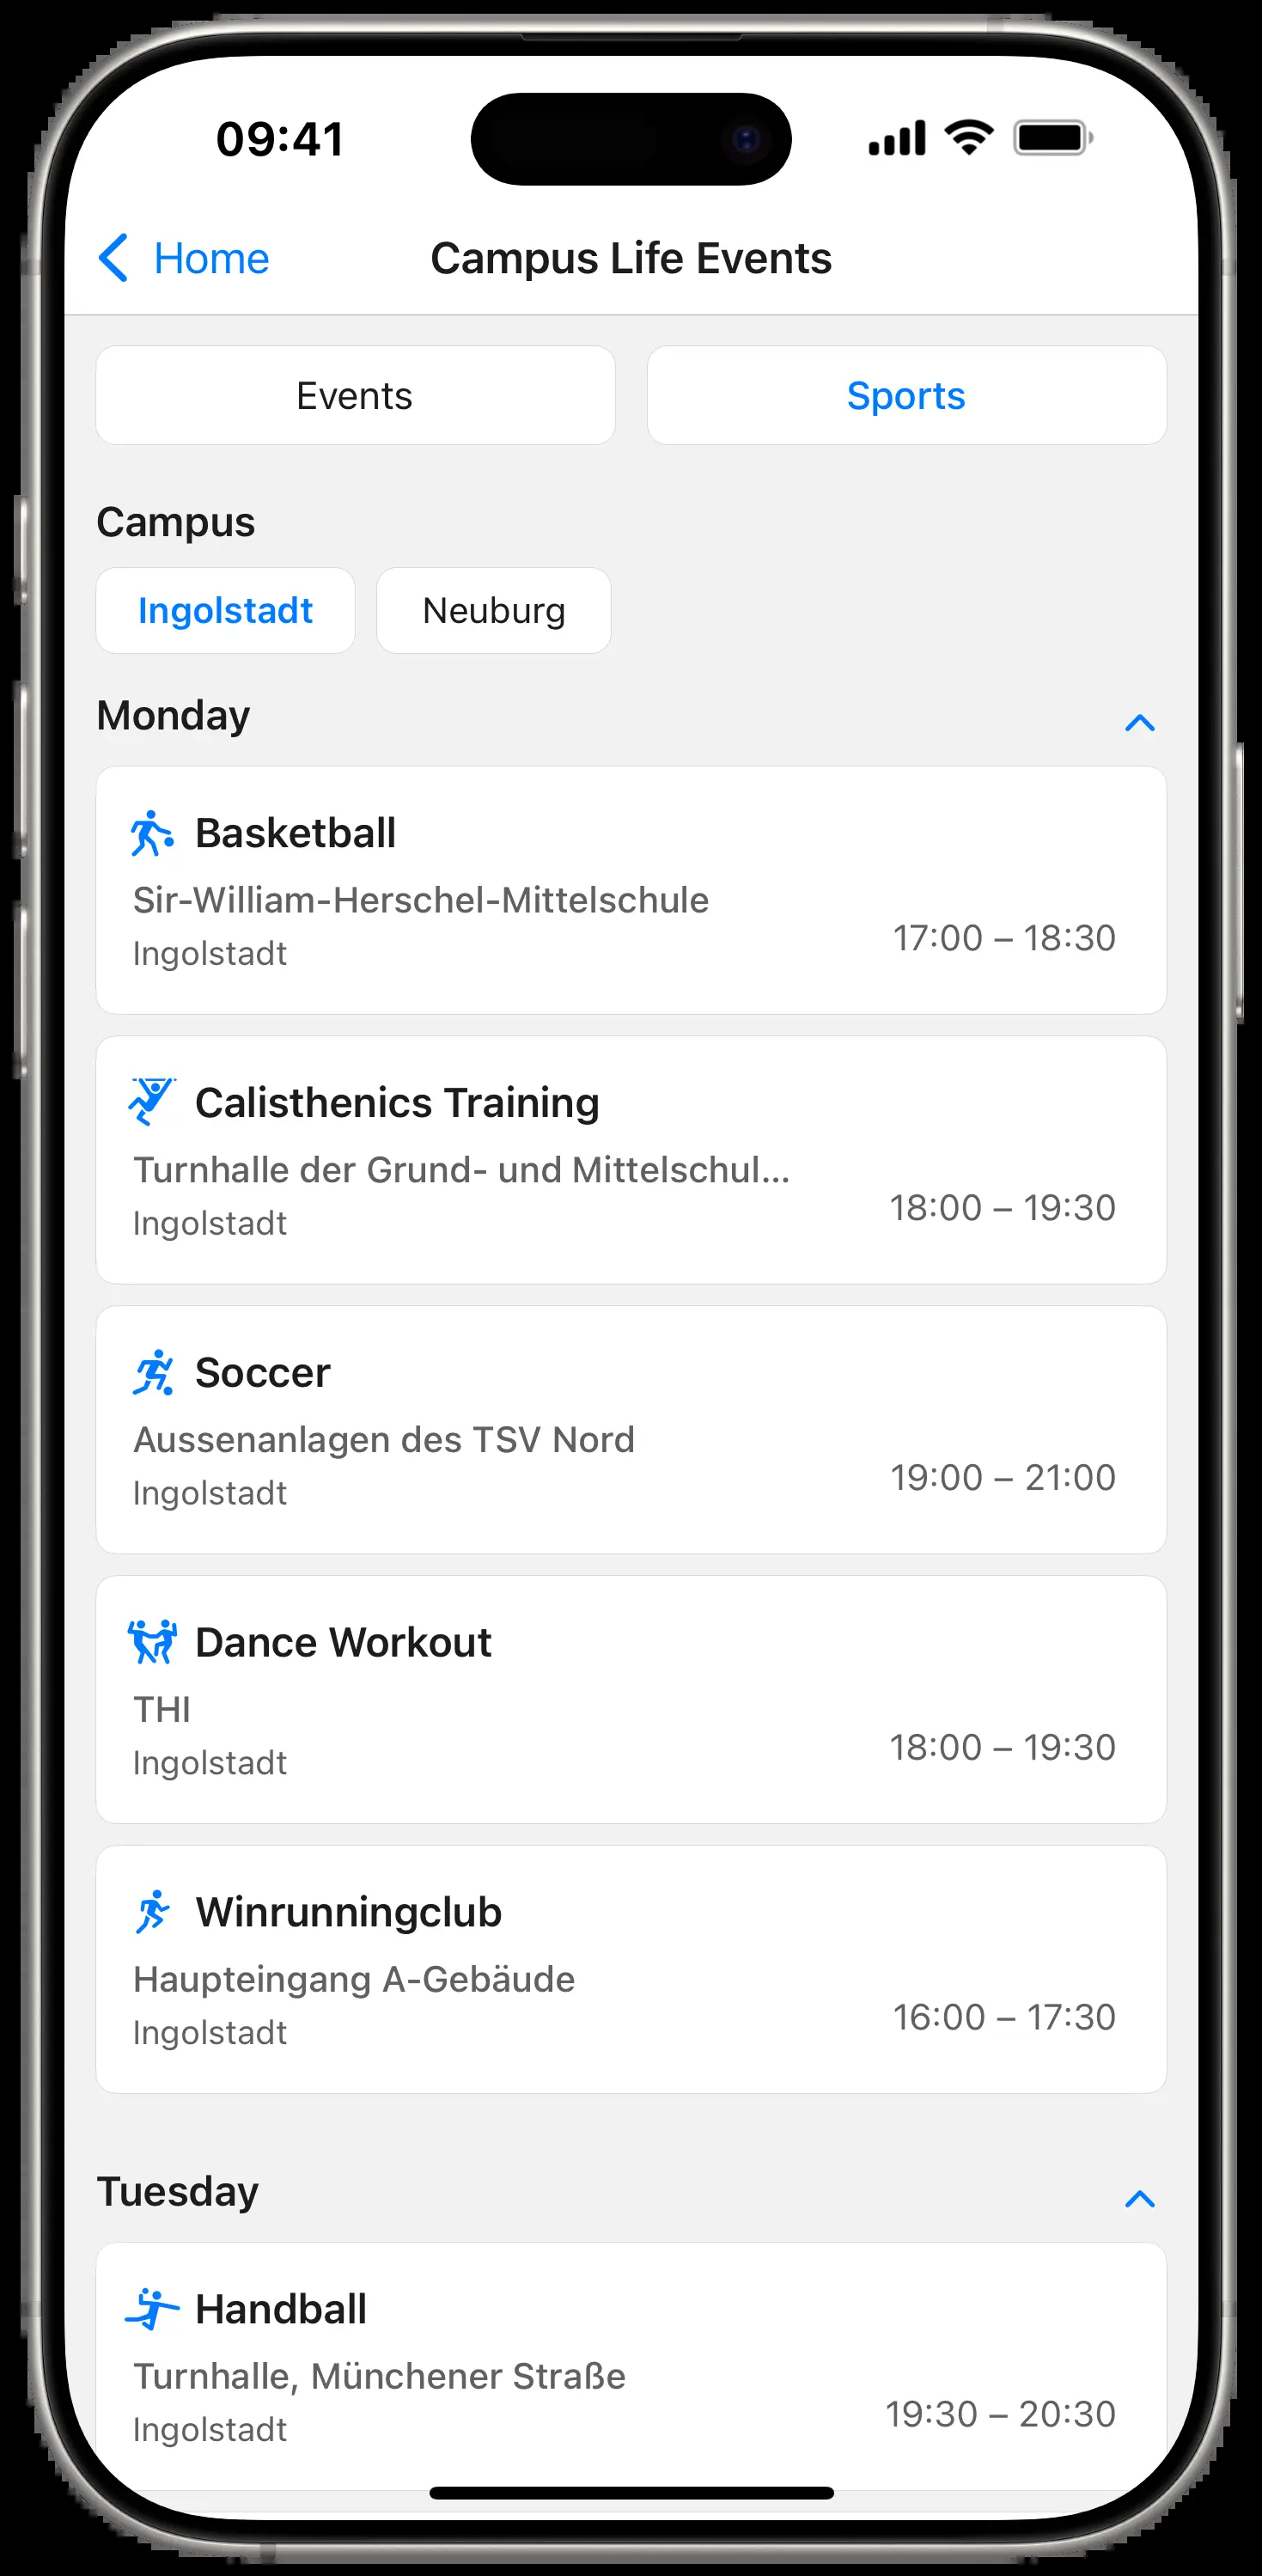 09:41
Home
Campus Life Events
Events
Sports
Campus
Ingolstadt
Neuburg
Monday
Basketball
Sir-William-Herschel-Mittelschule
Ingolstadt
17:00 – 18:30
Calisthenics Training
Turnhalle der Grund- und Mittelschul...
Ingolstadt
18:00 – 19:30
Soccer
Aussenanlagen des TSV Nord
Ingolstadt
19:00 – 21:00
Dance Workout
THI
Ingolstadt
18:00 – 19:30
Winrunningclub
Haupteingang A-Gebäude
Ingolstadt
16:00 – 17:30
Tuesday
Handball
Turnhalle, Münchener Straße
Ingolstadt
19:30 – 20:30